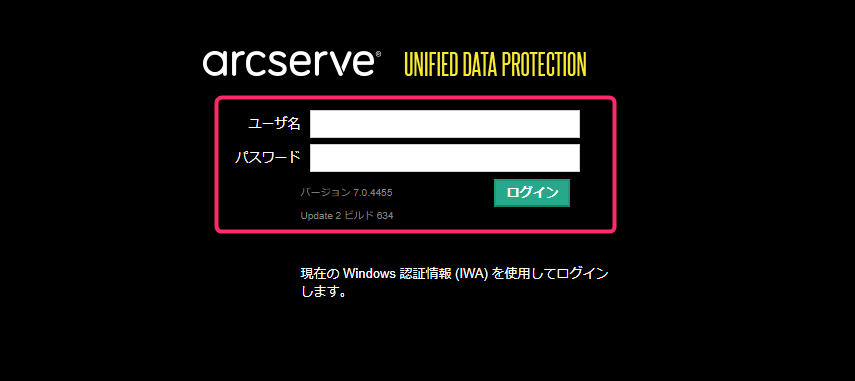 arcserve® UNIFIED DATA PROTECTION
ユーザ名
パスワード
バージョン 7.0.4455
ログイン
Update 2 ビルド 634
現在の Windows 認証情報 (IWA) を使用してログイン
します。